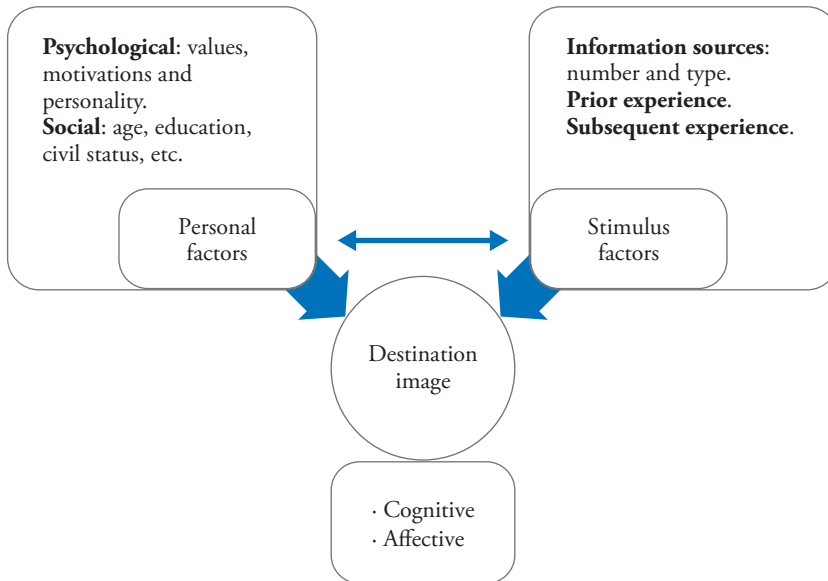 Psychological: values,
motivations and
personality.
Social: age, education,
civil status, etc.
Personal
factors
Information sources:
number and type.
Prior experience.
Subsequent experience.
Stimulus
factors
Destination
image
· Cognitive
· Affective